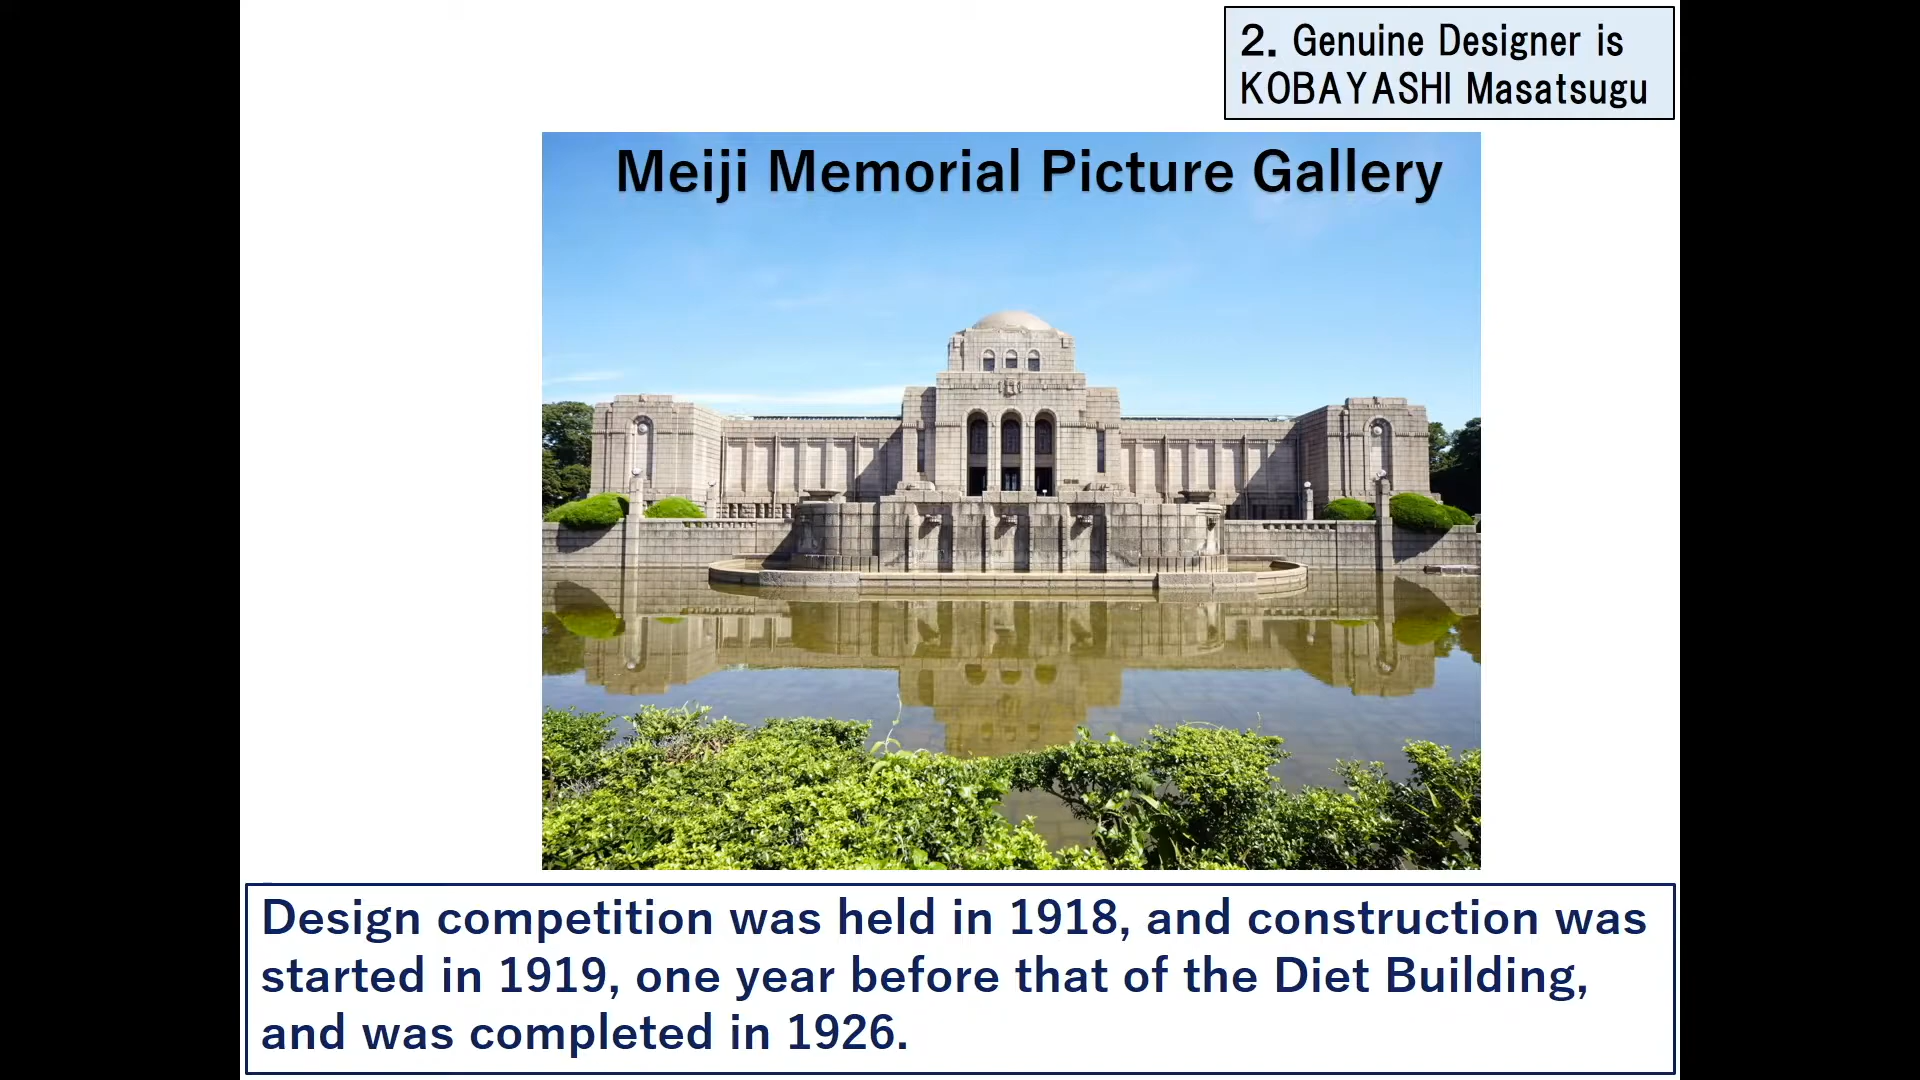 2. Genuine Designer is
KOBAYASHI Masatsugu
Meiji Memorial Picture Gallery
Design competition was held in 1918, and construction was
started in 1919, one year before that of the Diet Building,
and was completed in 1926.